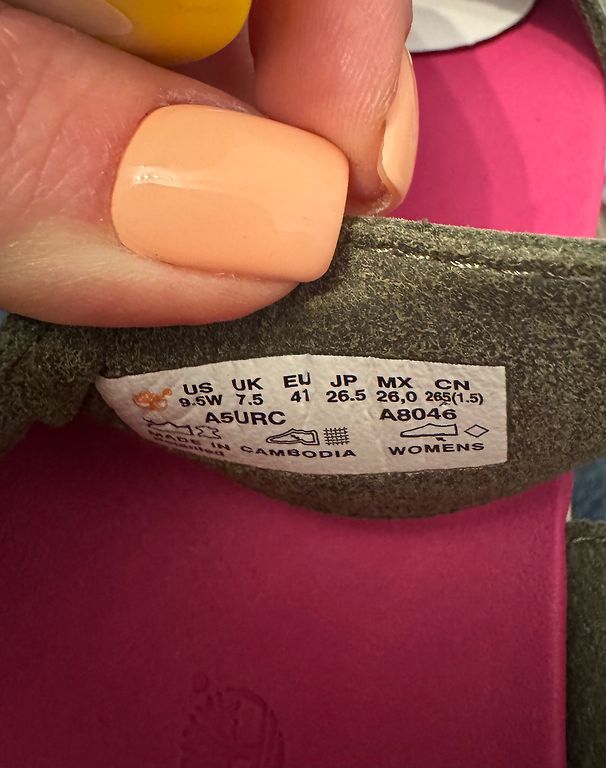 US UK EU JP MX CN
9.5W 7.5 41 26.5 26,0 265(1.5)
A5URC A8046
MADE IN CAMBODIA WOMENS